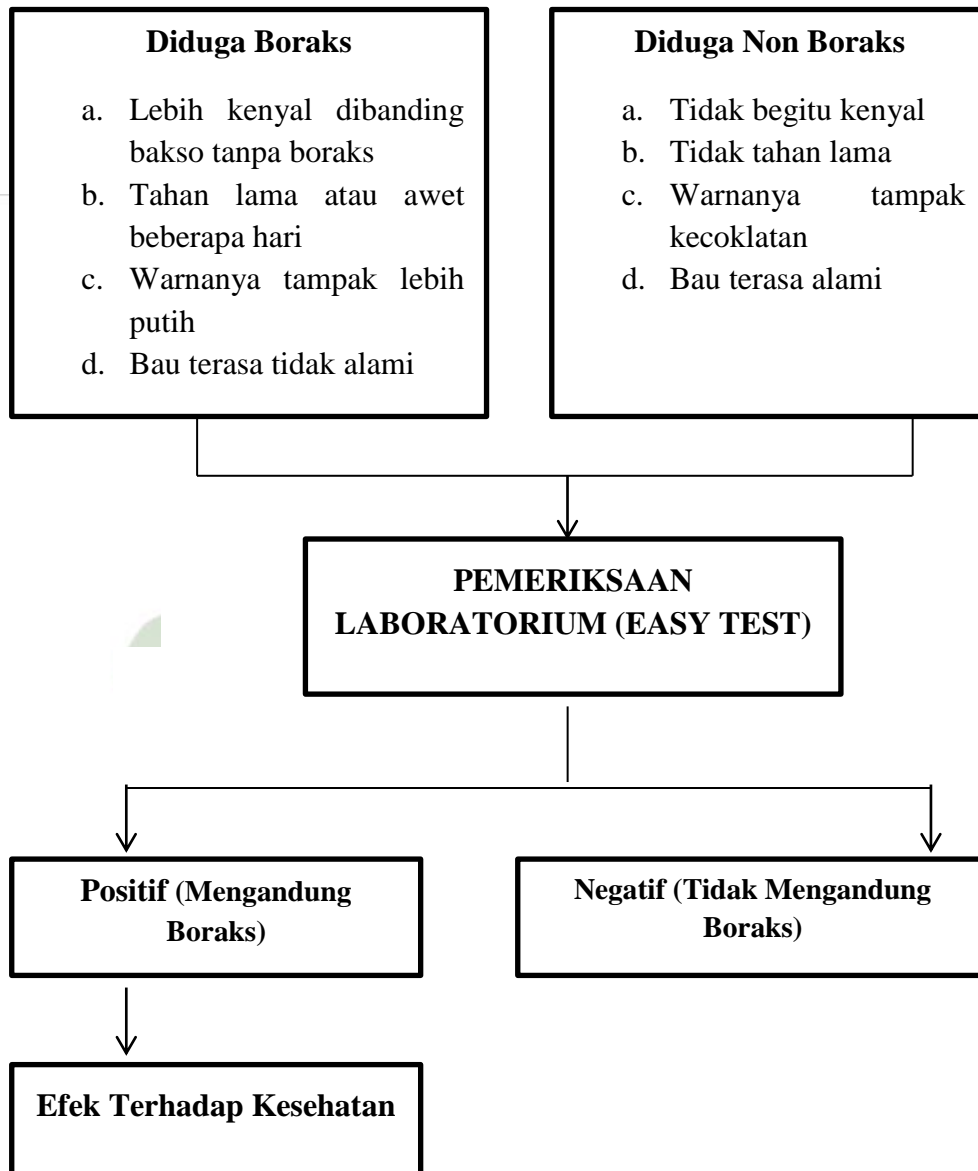 Diduga Boraks
a. Lebih kenyal dibanding
bakso tanpa boraks
b. Tahan lama atau awet
beberapa hari
c. Warnanya tampak lebih
putih
d. Bau terasa tidak alami
Diduga Non Boraks
a. Tidak begitu kenyal
b. Tidak tahan lama
c. Warnanya tampak
kecoklatan
d. Bau terasa alami
PEMERIKSAAN
LABORATORIUM (EASY TEST)
Positif (Mengandung
Boraks)
Negatif (Tidak Mengandung
Boraks)
Efek Terhadap Kesehatan